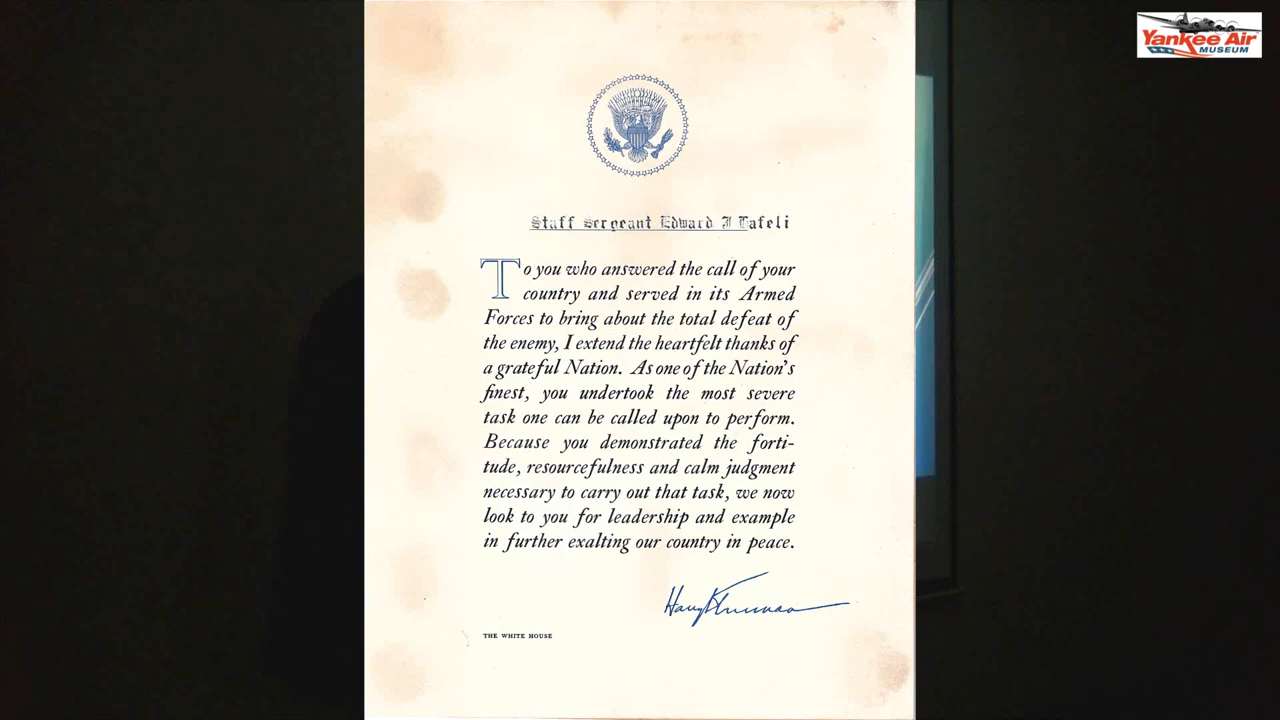 Yankee Air
MUSEUM
Staff Sergeant Edward J Tafeli
To you who answered the call of your
country and served in its Armed
Forces to bring about the total defeat of
the enemy, I extend the heartfelt thanks of
a grateful Nation. As one of the Nation's
finest, you undertook the most severe
task one can be called upon to perform.
Because you demonstrated the forti-
tude, resourcefulness and calm judgment
necessary to carry out that task, we now
look to you for leadership and example
in further exalting our country in peace.
Harry S Truman
THE WHITE HOUSE